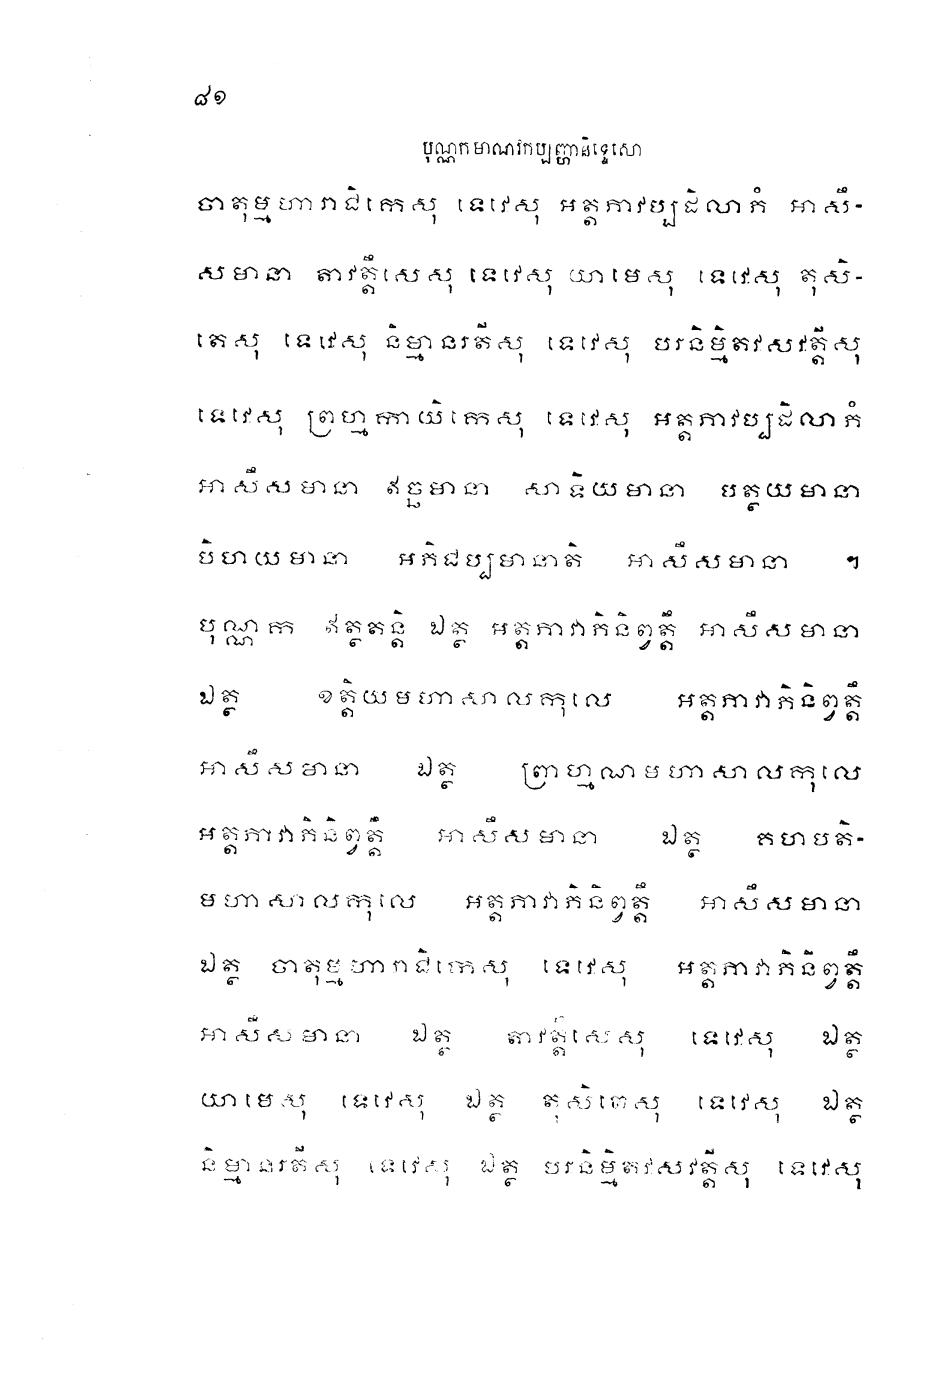 ៨១
បុណ្ណកមាណវកប្បញ្ហានិទ្ទេសោ
ចាតុម្មហារាជិកេសុ ទេវេសុ អត្តភាវប្បដិលាភំ អាសឹ-
សមានា តាវត្តឹសេសុ ទេវេសុ យាមេសុ ទេវេសុ តុសិ-
តេសុ ទេវេសុ និម្មានរតីសុ ទេវេសុ បរនិម្មិតវសវត្តីសុ
ទេវេសុ ព្រហ្មកាយិកេសុ ទេវេសុ អត្តភាវប្បដិលាភំ
អាសឹសមានា ឥច្ឆមានា សាទិយមានា បត្ថយមានា
បិហយមានា អភិជប្បមានាតិ អាសឹសមានា ។
បុណ្ណក ឥត្ថតន្តិ ឯត្ថ អត្តភាវាភិនិព្វត្តឹ អាសឹសមានា
ឯត្ថ ខត្តិយមហាសាលកុលេ អត្តភាវាភិនិព្វត្តឹ
អាសឹសមានា ឯត្ថ ព្រាហ្មណមហាសាលកុលេ
អត្តភាវាភិនិព្វត្តឹ អាសឹសមានា ឯត្ថ គហបតិ-
មហាសាលកុលេ អត្តភាវាភិនិព្វត្តឹ អាសឹសមានា
ឯត្ថ ចាតុម្មហារាជិកេសុ ទេវេសុ អត្តភាវាភិនិព្វត្តឹ
អាសឹសមានា ឯត្ថ តាវត្តឹសេសុ ទេវេសុ ឯត្ថ
យាមេសុ ទេវេសុ ឯត្ថ តុសិតេសុ ទេវេសុ ឯត្ថ
និម្មានរតីសុ ទេវេសុ ឯត្ថ បរនិម្មិតវសវត្តីសុ ទេវេសុ